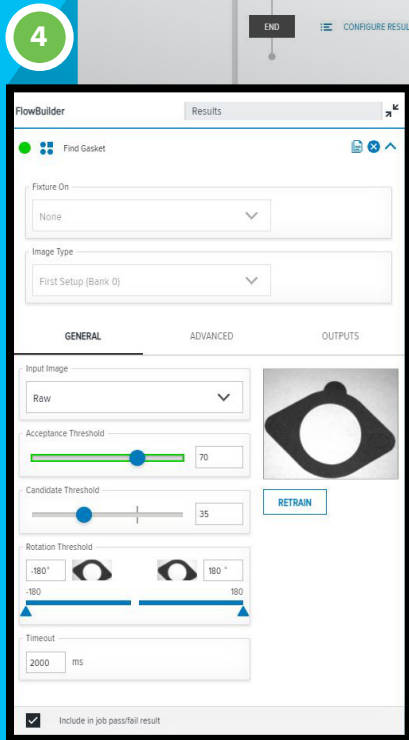 4
END
CONFIGURE RESUL
FlowBuilder
Results
Find Gasket
Fixture On
None
Image Type
First Setup (Bank 0)
GENERAL
ADVANCED
OUTPUTS
Input Image
Raw
Acceptance Threshold
70
Candidate Threshold
35
RETRAIN
Rotation Threshold
-180°
180 °
-180
180
Timeout
2000 ms
Include in job pass/fail result